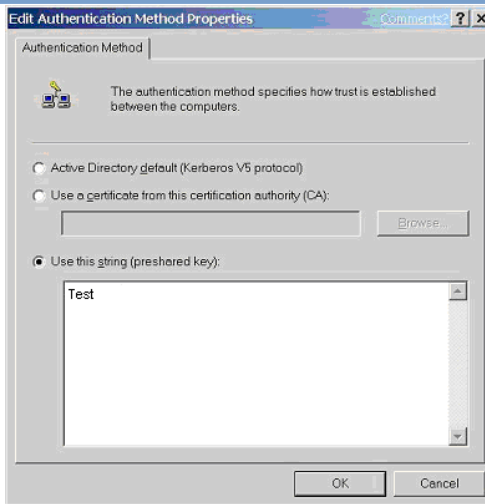 Edit Authentication Method Properties Comments? ? x
Authentication Method
The authentication method specifies how trust is established
between the computers.
Active Directory default (Kerberos V5 protocol)
Use a certificate from this certification authority (CA):
Browse...
Use this string (preshared key):
Test
OK Cancel